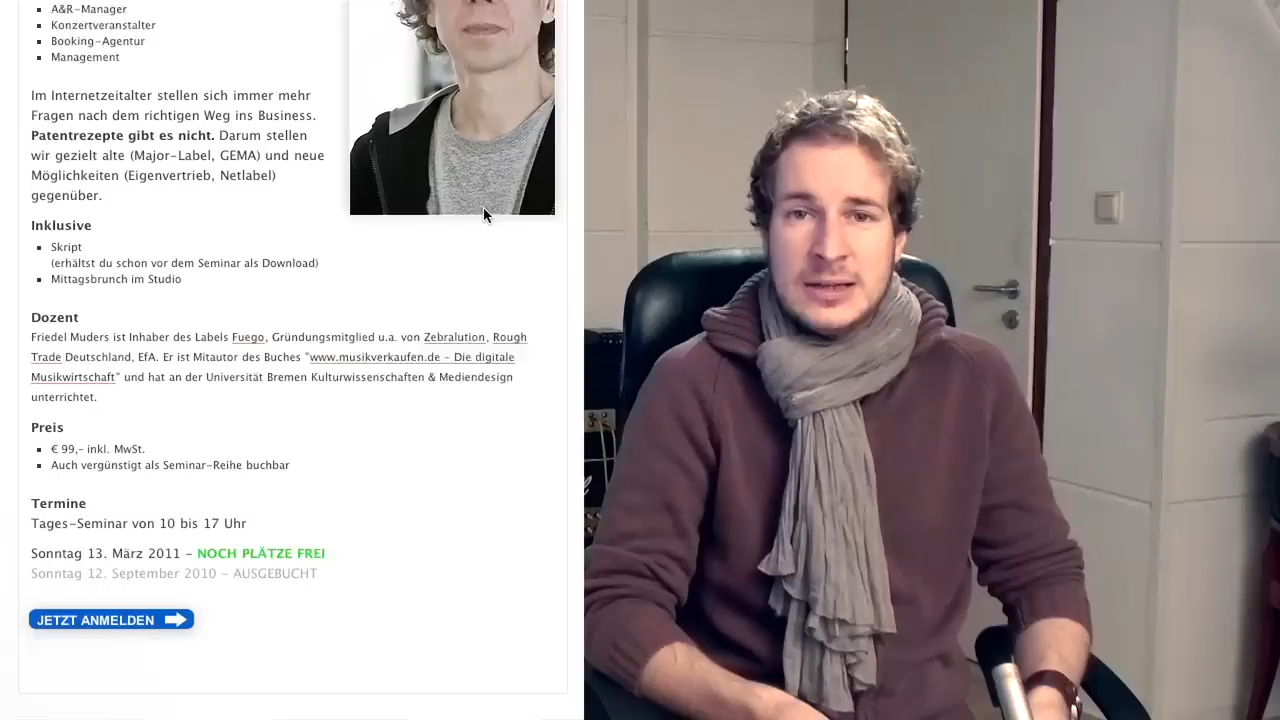 A&R-Manager
Konzertveranstalter
Booking-Agentur
Management
Im Internetzeitalter stellen sich immer mehr
Fragen nach dem richtigen Weg ins Business.
Patentrezepte gibt es nicht. Darum stellen
wir gezielt alte (Major-Label, GEMA) und neue
Möglichkeiten (Eigenvertrieb, Netlabel)
gegenüber.
Inklusive
Skript
(erhältst du schon vor dem Seminar als Download)
Mittagsbrunch im Studio
Dozent
Friedel Muders ist Inhaber des Labels Fuego, Gründungsmitglied u.a. von Zebralution, Rough
Trade Deutschland, EfA. Er ist Mitautor des Buches "www.musikverkaufen.de - Die digitale
Musikwirtschaft" und hat an der Universität Bremen Kulturwissenschaften & Mediendesign
unterrichtet.
Preis
€ 99,- inkl. MwSt.
Auch vergünstigt als Seminar-Reihe buchbar
Termine
Tages-Seminar von 10 bis 17 Uhr
Sonntag 13. März 2011 - NOCH PLÄTZE FREI
Sonntag 12. September 2010 - AUSGEBUCHT
JETZT ANMELDEN